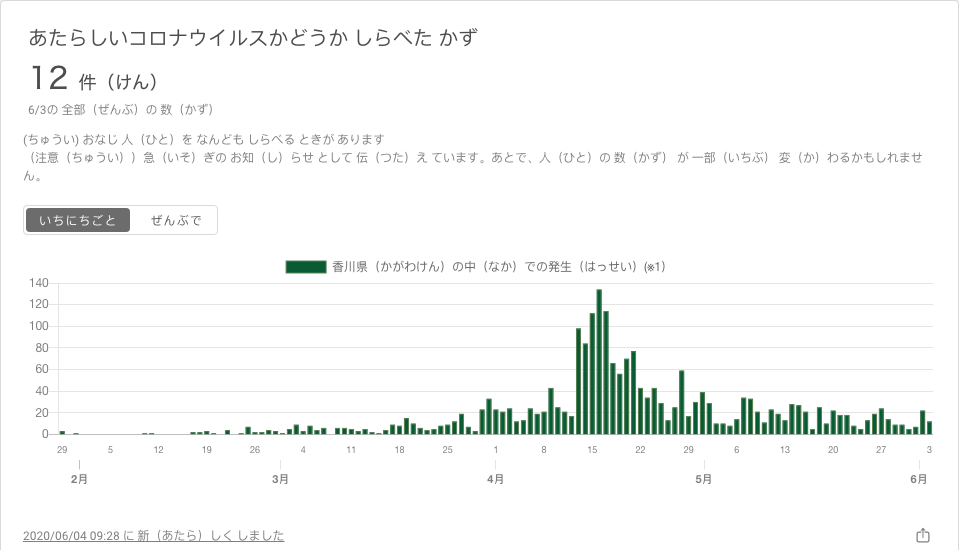 あたらしいコロナウイルスかどうか しらべた かず
12 件（けん）
6/3の 全部（ぜんぶ）の 数（かず）
(ちゅうい) おなじ 人（ひと）を なんども しらべる ときが あります
（注意（ちゅうい））急（いそ）ぎの お知（し）らせ として 伝（つた）え ています。あとで、人（ひと）の 数（かず） が 一部（いちぶ） 変（か）わるかもしれませ
ん。
いちにちごと ぜんぶで
香川県（かがわけん）の中（なか）での発生（はっせい）(※1)
140
120
100
80
60
40
20
0
29 5 12 19 26 4 11 18 25 1 8 15 22 29 6 13 20 27 3
2月 3月 4月 5月 6月
2020/06/04 09:28 に 新（あたら）しく しました